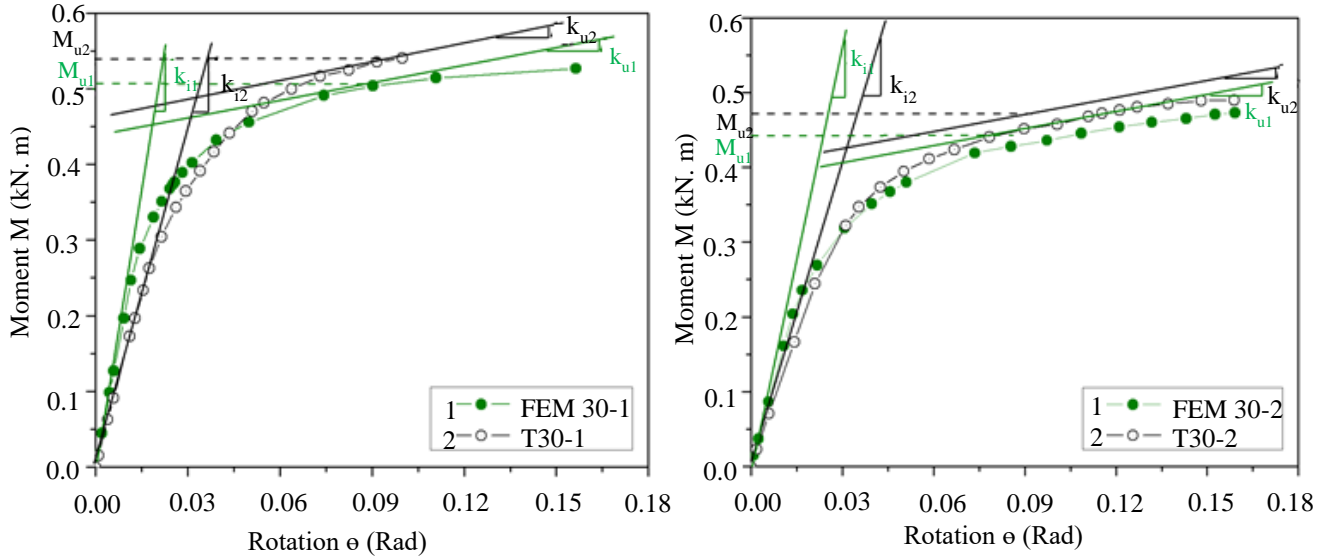 0.6
M_u2
M_u1
0.5
0.4
0.3
0.2
0.1
0.0
Moment M (kN. m)
k_i1
k_i2
k_u2
k_u1
1 FEM 30-1
2 T30-1
0.00 0.03 0.06 0.09 0.12 0.15 0.18
Rotation ɵ (Rad)
0.6
0.5
M_u2
M_u1
0.4
0.3
0.2
0.1
0.0
Moment M (kN. m)
k_i1
k_i2
k_u2
k_u1
1 FEM 30-2
2 T30-2
0.00 0.03 0.06 0.09 0.12 0.15 0.18
Rotation ɵ (Rad)